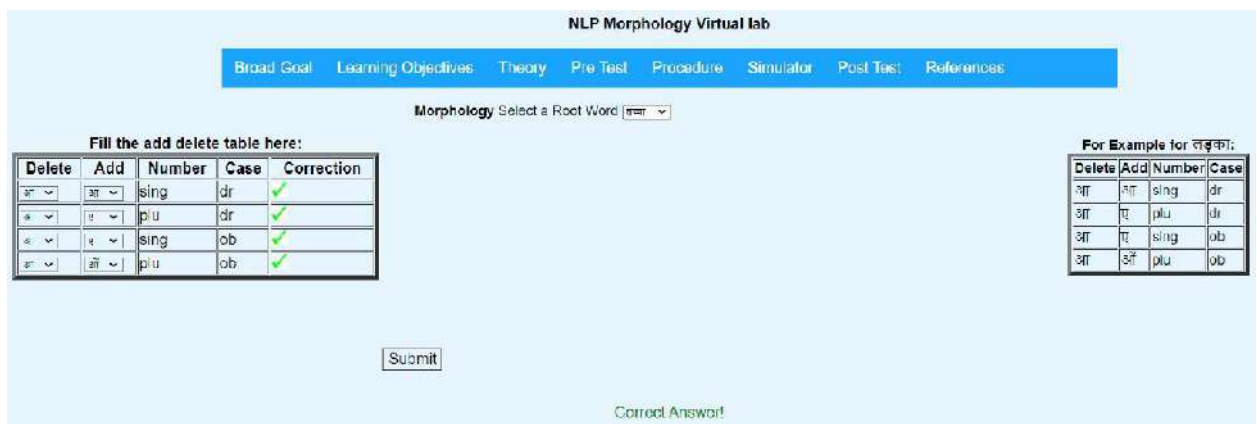 NLP Morphology Virtual lab
Broad Goal Learning Objectives Theory Pre Test Procedure Simulator Post Test References
Morphology Select a Root Word
Fill the add delete table here:
Delete Add Number Case Correction
आ आ sing dr ✓
ए plu dr ✓
ए sing ob ✓
आ ओं plu ob ✓
Submit
For Example for लड़का:
Delete Add Number Case
आ आ sing dr
आ ए plu dr
आ ए sing ob
आ ओं plu ob
Correct Answer!